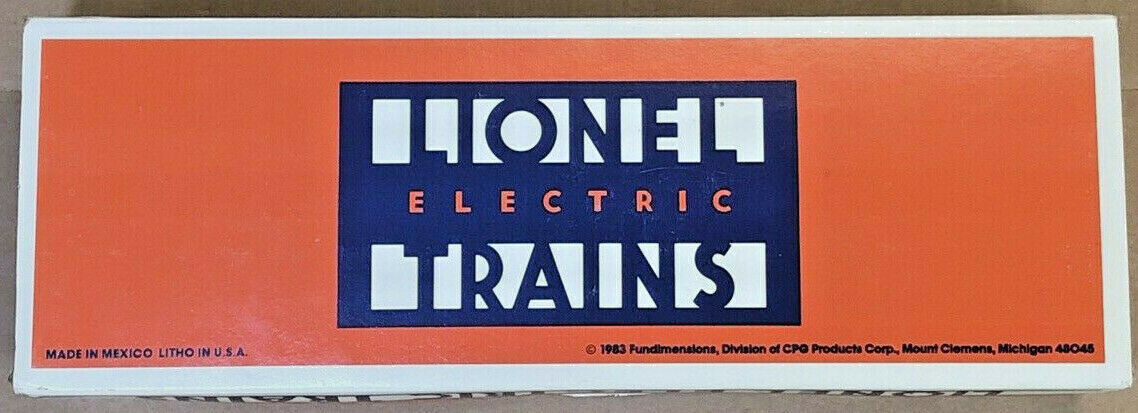 LIONEL
ELECTRIC
TRAINS
MADE IN MEXICO LITHO IN U.S.A.
© 1983 Fundimensions, Division of CPG Products Corp., Mount Clemens, Michigan 48045